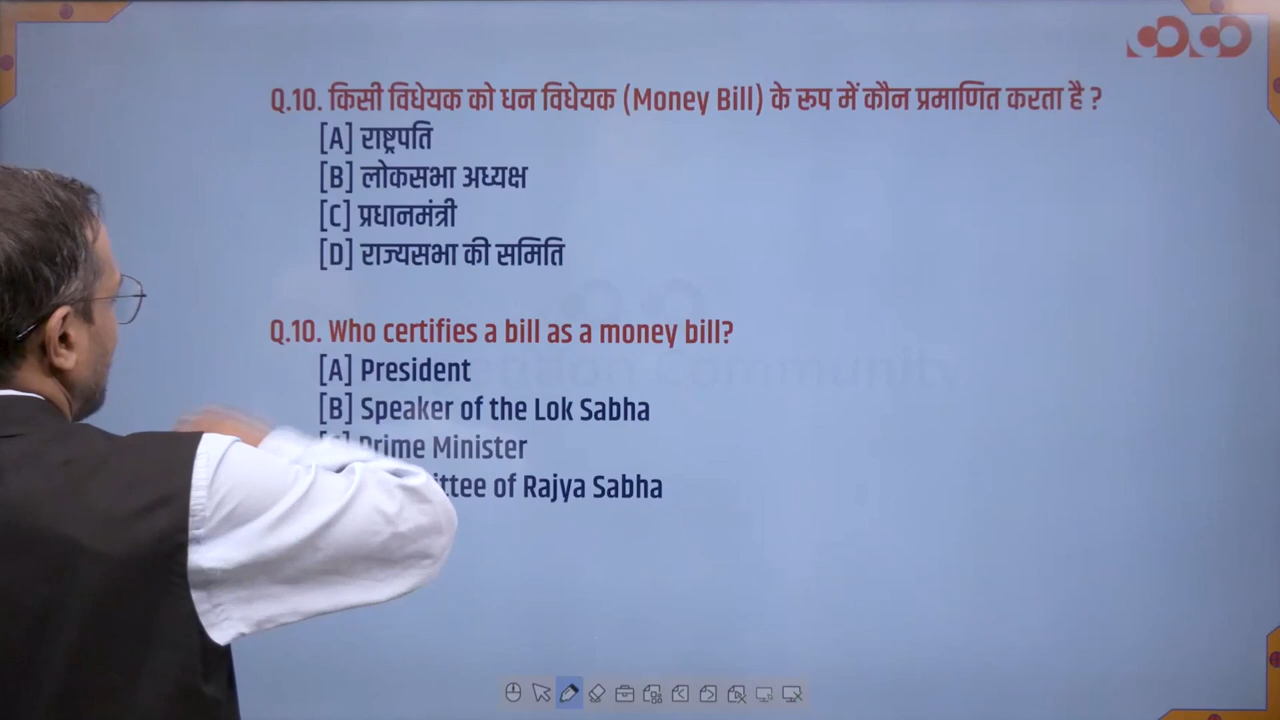 Q.10. किसी विधेयक को धन विधेयक (Money Bill) के रूप में कौन प्रमाणित करता है ?
[A] राष्ट्रपति
[B] लोकसभा अध्यक्ष
[C] प्रधानमंत्री
[D] राज्यसभा की समिति
Q.10. Who certifies a bill as a money bill?
[A] President
[B] Speaker of the Lok Sabha
Prime Minister
of Rajya Sabha
Community